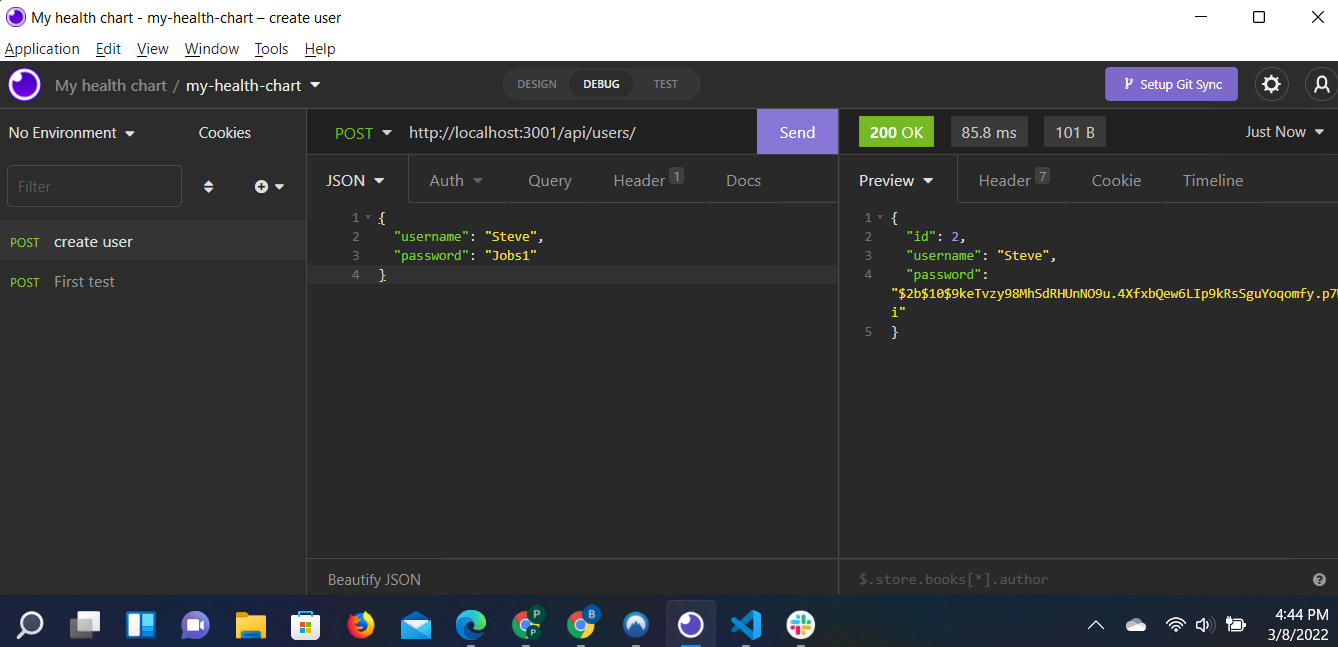 My health chart - my-health-chart – create user
Application Edit View Window Tools Help
My health chart / my-health-chart
DESIGN DEBUG TEST
Setup Git Sync
No Environment
Cookies
POST http://localhost:3001/api/users/
Send
200 OK 85.8 ms 101 B
Just Now
Filter
JSON Auth Query Header 1 Docs
Preview Header 7 Cookie Timeline
POST create user
POST First test
1 {
2 "username": "Steve",
3 "password": "Jobs1"
4 }
1 {
2 "id": 2,
3 "username": "Steve",
4 "password":
"$2b$10$9keTvzy98MhSdRHUnNO9u.4XfxbQew6LIp9kRsSguYoqomfy.p7
i"
5 }
Beautify JSON
$.store.books[*].author
P
P
B
4:44 PM
3/8/2022